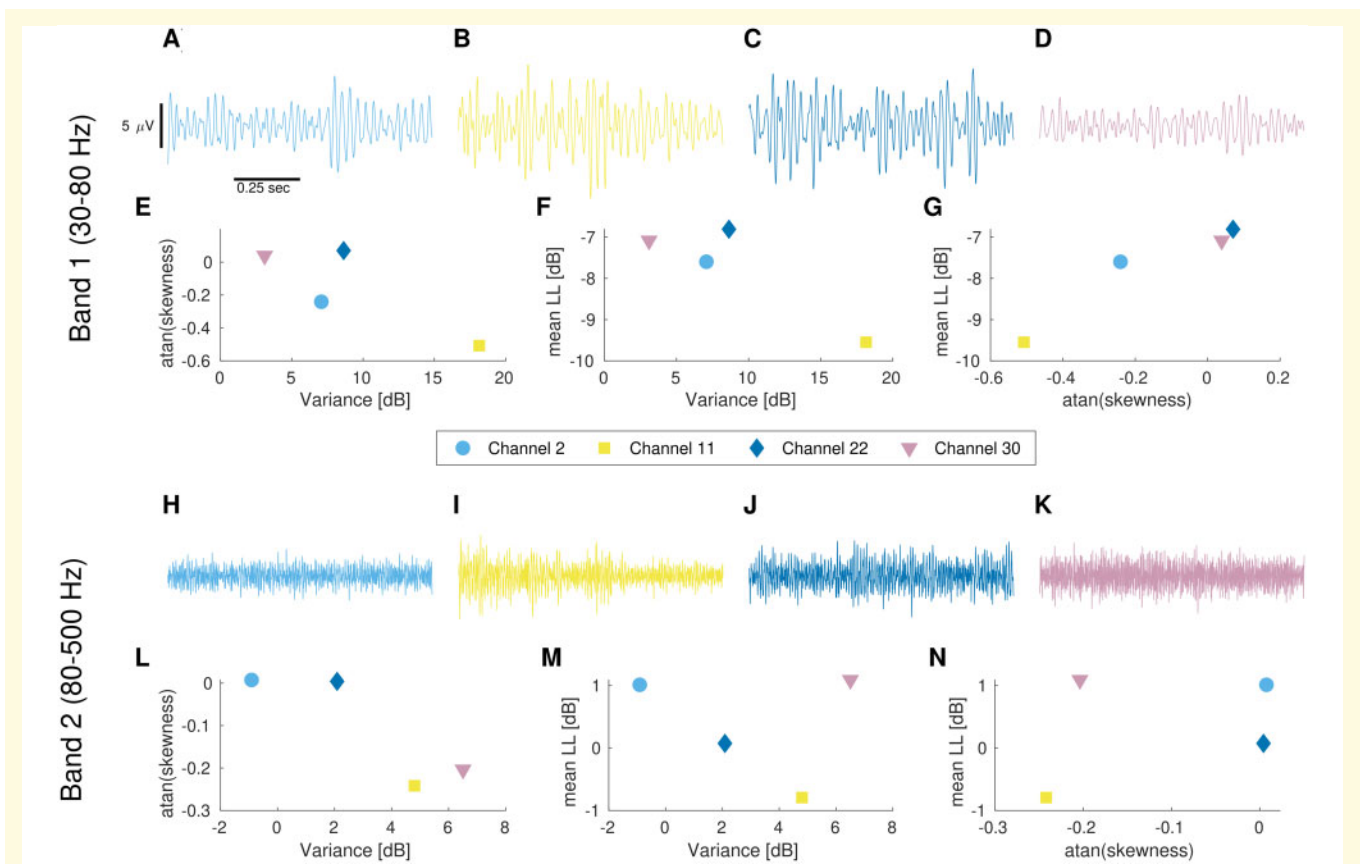 A
B
C
D
5 μV
0.25 sec
Band 1 (30-80 Hz)
E
atan(skewness)
0
-0.2
-0.4
-0.6
0 5 10 15 20
Variance [dB]
F
mean LL [dB]
-7
-8
-9
-10
0 5 10 15 20
Variance [dB]
G
mean LL [dB]
-7
-8
-9
-10
-0.6 -0.4 -0.2 0 0.2
atan(skewness)
Channel 2 Channel 11 Channel 22 Channel 30
H
I
J
K
Band 2 (80-500 Hz)
L
atan(skewness)
0
-0.1
-0.2
-0.3
-2 0 2 4 6 8
Variance [dB]
M
mean LL [dB]
1
0
-1
-2 0 2 4 6 8
Variance [dB]
N
mean LL [dB]
1
0
-1
-0.3 -0.2 -0.1 0
atan(skewness)